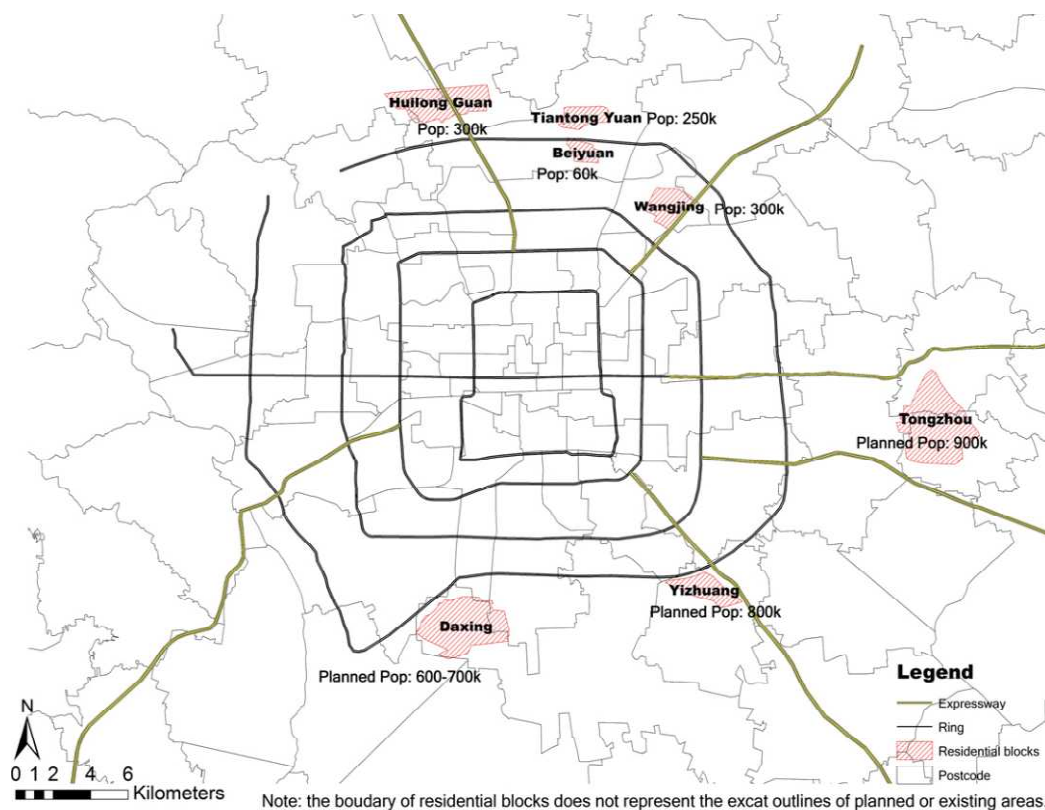 Huilong Guan
Pop: 300k
Tiantong Yuan Pop: 250k
Beiyuan
Pop: 60k
Wangjing
Pop: 300k
Tongzhou
Planned Pop: 900k
Yizhuang
Planned Pop: 800k
Daxing
Planned Pop: 600-700k
Legend
Expressway
Ring
Residential blocks
Postcode
N
0 1 2 4 6
Kilometers
Note: the boudary of residential blocks does not represent the excat outlines of planned or existing areas